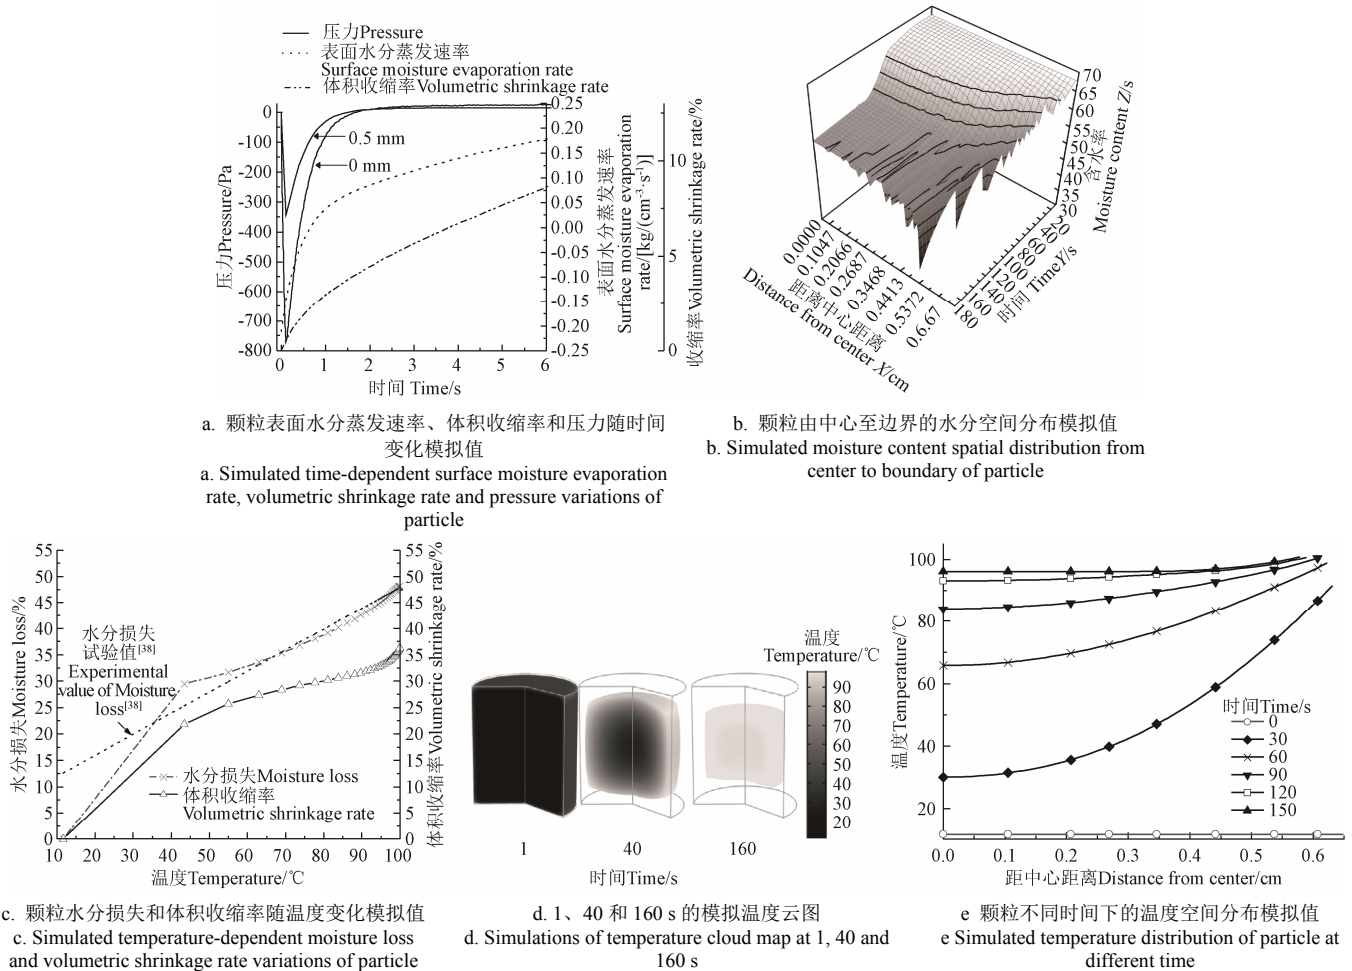 压力Pressure
表面水分蒸发速率
Surface moisture evaporation rate
体积收缩率Volumetric shrinkage rate
0
-100
-200
-300
-400
-500
-600
-700
-800
压力Pressure/Pa
0.5 mm
0 mm
0.25
0.20
0.15
0.10
0.05
0.00
-0.05
-0.10
-0.15
-0.20
-0.25
表面水分蒸发速率
Surface moisture evaporation
rate/[kg/(cm⁻³·s⁻¹)]
10
5
0
收缩率Volumetric shrinkage rate/%
0 1 2 3 4 5 6
时间 Time/s
a. 颗粒表面水分蒸发速率、体积收缩率和压力随时间
变化模拟值
a. Simulated time-dependent surface moisture evaporation
rate, volumetric shrinkage rate and pressure variations of
particle
70
65
60
55
50
45
40
35
30
含水率
Moisture content Z/s
20
40
60
80
100
120
140
160
180
时间 TimeY/s
0.0000
0.1047
0.2066
0.2687
0.3468
0.4413
0.5372
0.6.67
距离中心距离
Distance from center X/cm
b. 颗粒由中心至边界的水分空间分布模拟值
b. Simulated moisture content spatial distribution from
center to boundary of particle
55
50
45
40
35
30
25
20
15
10
5
0
水分损失Moisture loss/%
水分损失
试验值[38]
Experimental
value of Moisture
loss[38]
水分损失Moisture loss
体积收缩率
Volumetric shrinkage rate
55
50
45
40
35
30
25
20
15
10
5
0
体积收缩率Volumetric shrinkage rate/%
10 20 30 40 50 60 70 80 90 100
温度Temperature/℃
c. 颗粒水分损失和体积收缩率随温度变化模拟值
c. Simulated temperature-dependent moisture loss
and volumetric shrinkage rate variations of particle
温度
Temperature/℃
90
80
70
60
50
40
30
20
1 40 160
时间Time/s
d. 1、40 和 160 s 的模拟温度云图
d. Simulations of temperature cloud map at 1, 40 and
160 s
100
80
60
40
20
温度Temperature/℃
时间Time/s
0
30
60
90
120
150
0.0 0.1 0.2 0.3 0.4 0.5 0.6
距中心距离Distance from center/cm
e 颗粒不同时间下的温度空间分布模拟值
e Simulated temperature distribution of particle at
different time